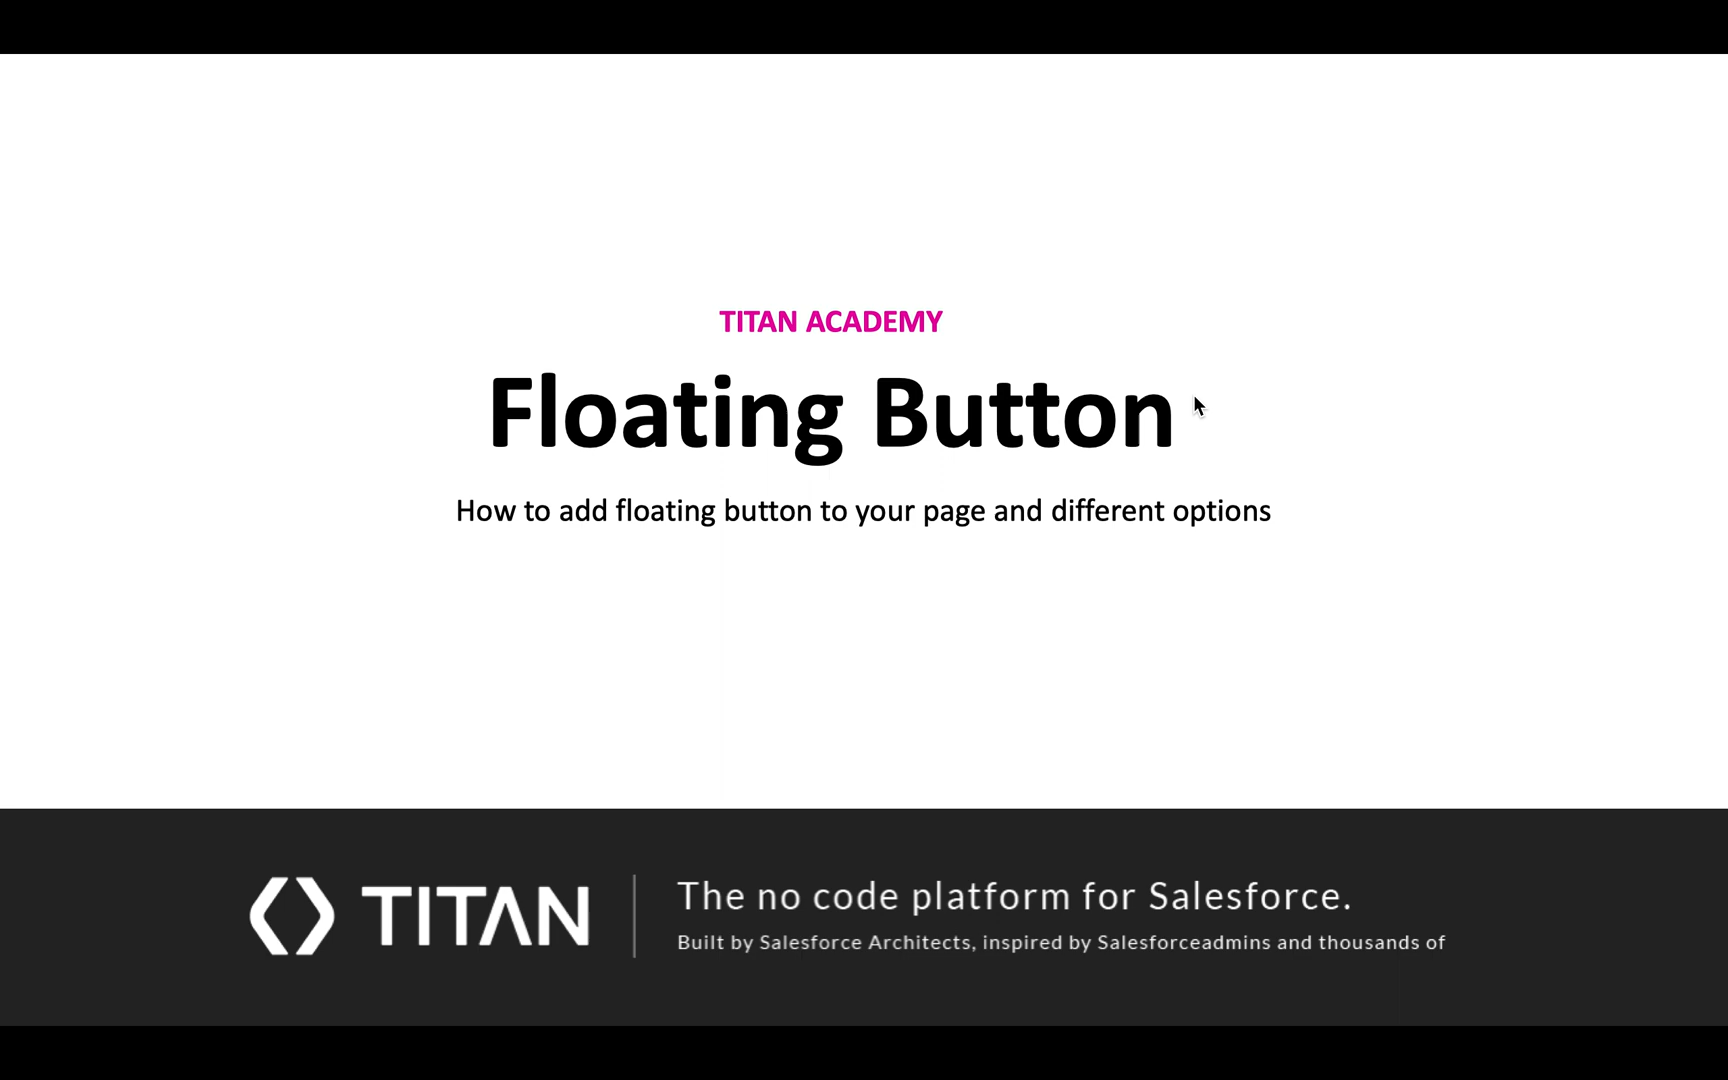 TITAN ACADEMY
Floating Button
How to add floating button to your page and different options
TITAN
The no code platform for Salesforce.
Built by Salesforce Architects, inspired by Salesforceadmins and thousands of